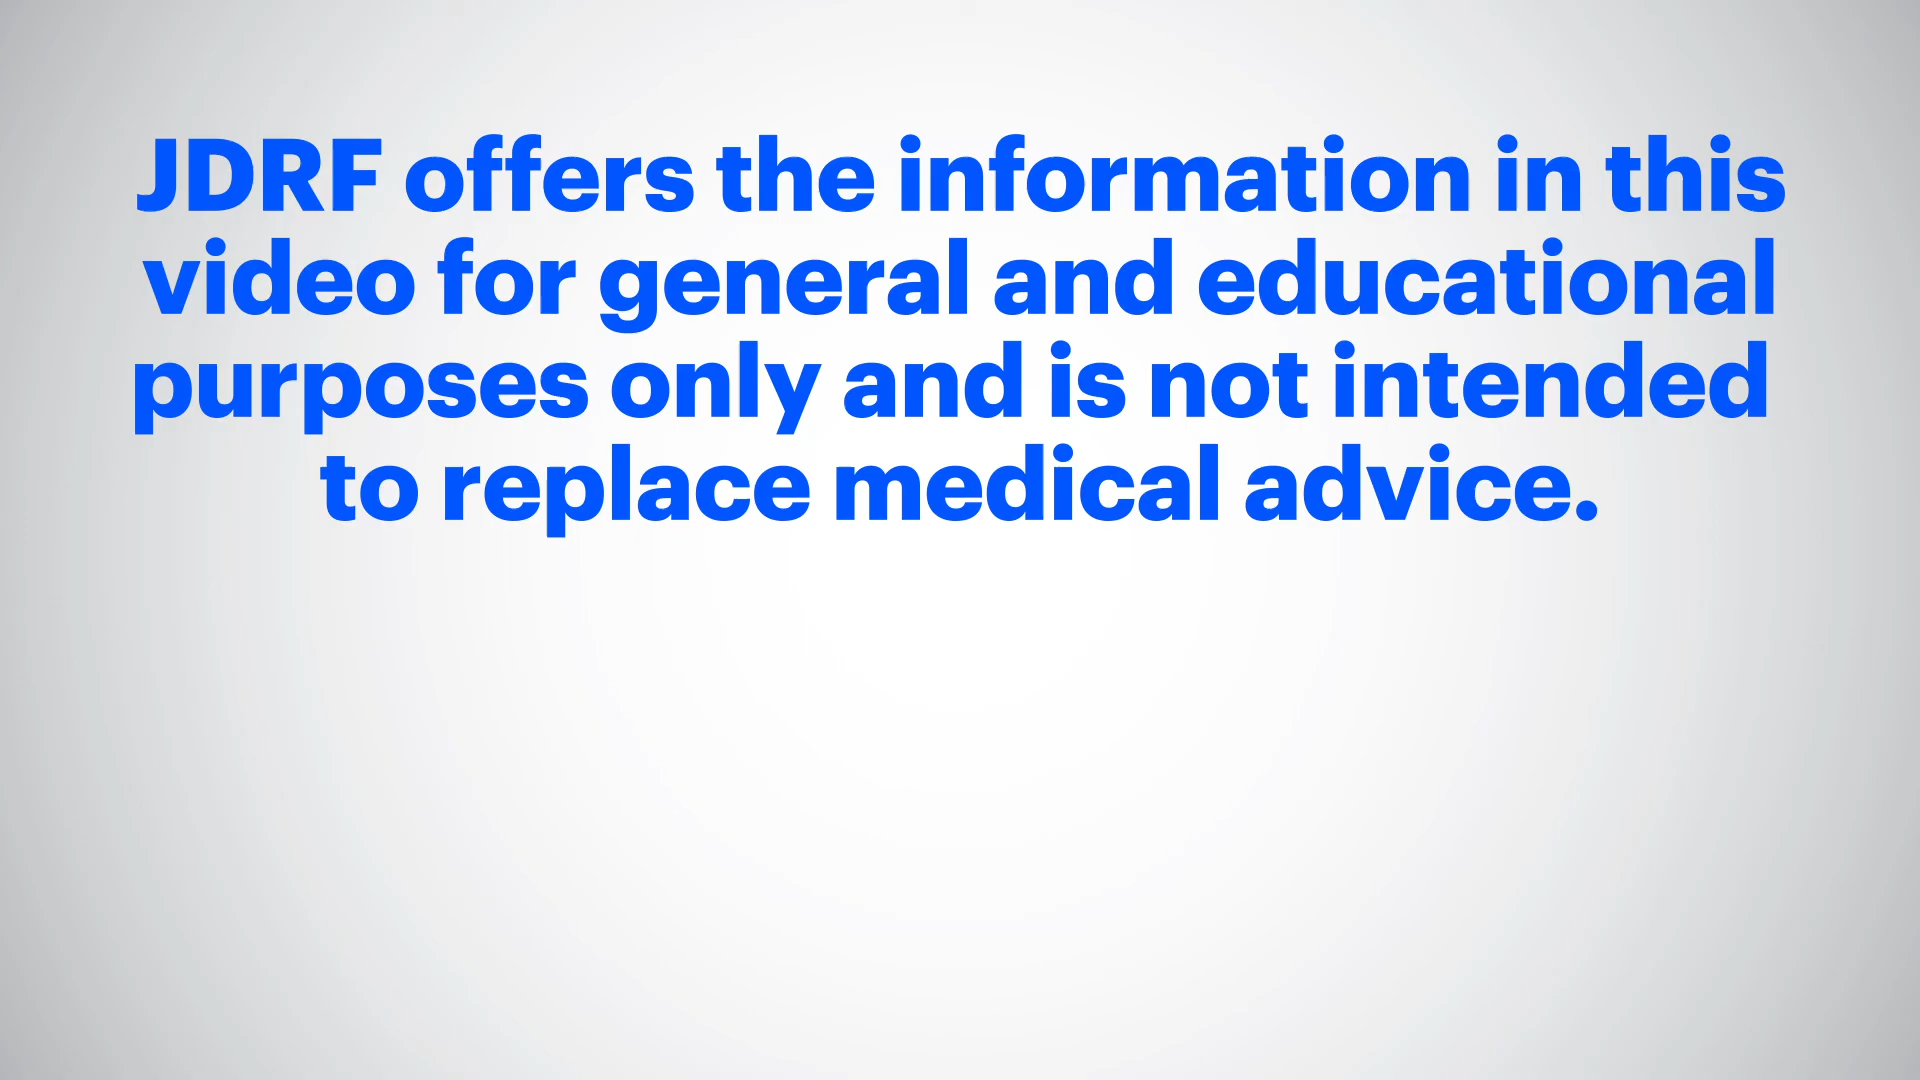 JDRF offers the information in this
video for general and educational
purposes only and is not intended
to replace medical advice.